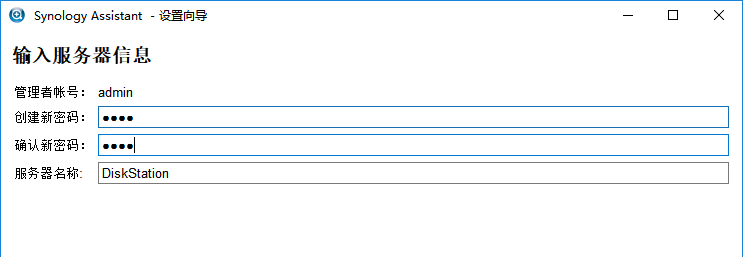 Synology Assistant - 设置向导
输入服务器信息
管理者帐号： admin
创建新密码： ●●●●
确认新密码： ●●●●
服务器名称: DiskStation